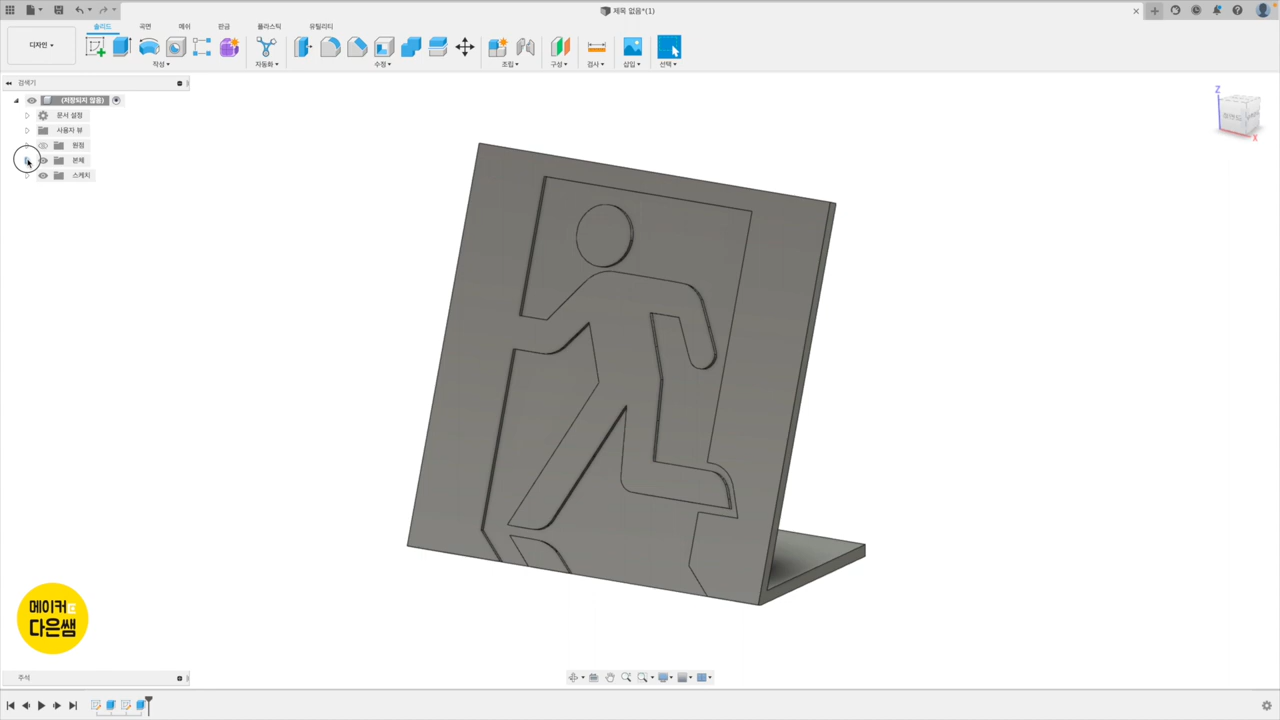 제목 없음*(1)
디자인
솔리드
곡면
메쉬
판금
플라스틱
유틸리티
작성
자동화
수정
조립
구성
검사
삽입
선택
검색기
(저장되지 않음)
문서 설정
사용자 뷰
원점
본체
스케치
Z
X
메이커
다은쌤
주석